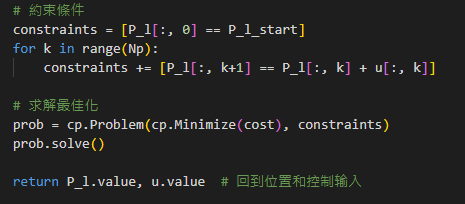 # 約束條件
constraints = [P_l[:, 0] == P_l_start]
for k in range(Np):
    constraints += [P_l[:, k+1] == P_l[:, k] + u[:, k]]

# 求解最佳化
prob = cp.Problem(cp.Minimize(cost), constraints)
prob.solve()

return P_l.value, u.value  # 回到位置和控制输入